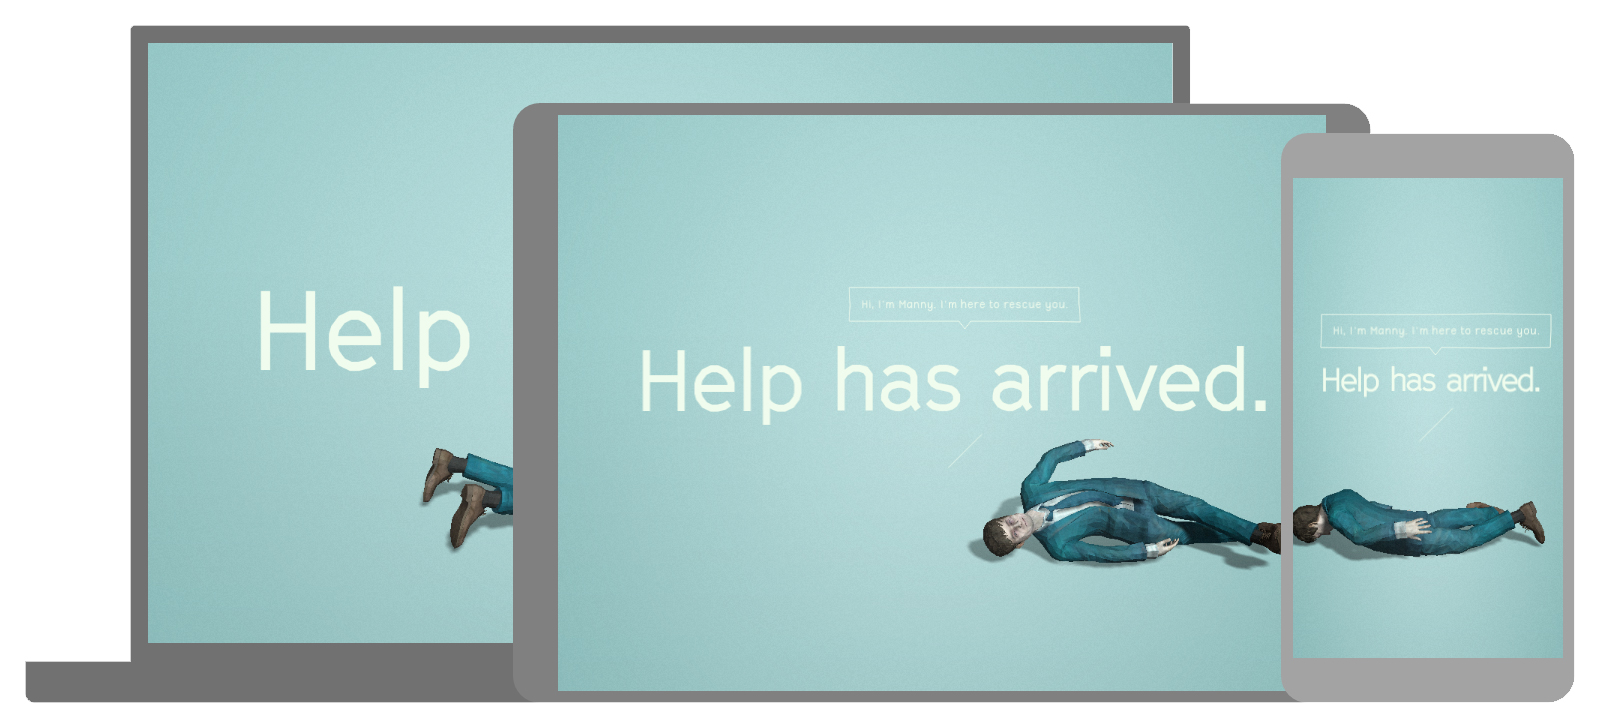 Help
Hi, I'm Manny. I'm here to rescue you.
Help has arrived.
Hi, I'm Manny. I'm here to rescue you.
Help has arrived.